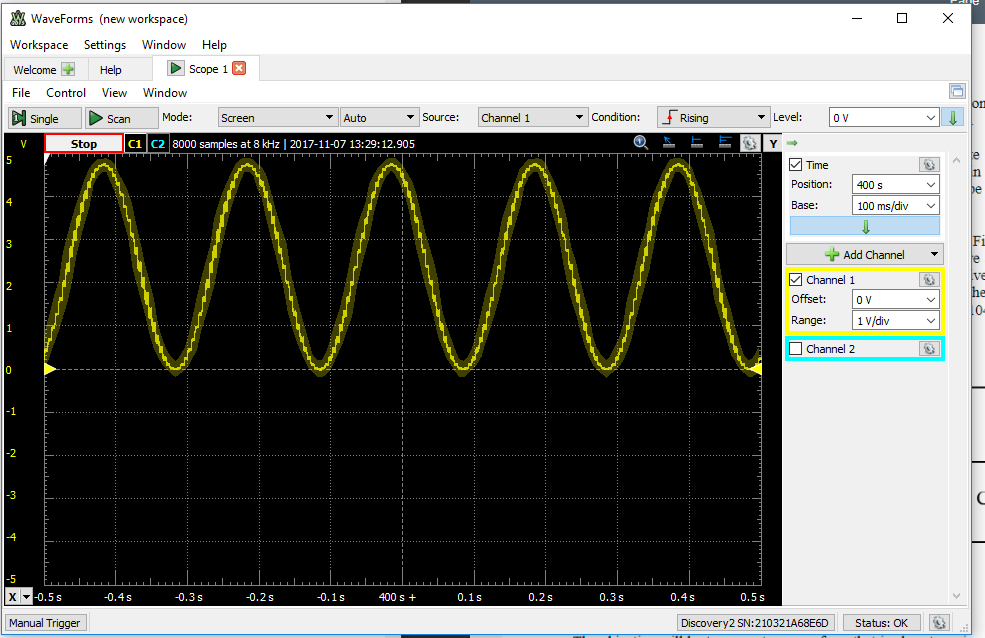 WaveForms (new workspace)
Workspace Settings Window Help
Welcome Help Scope 1
File Control View Window
Single Scan Mode: Screen Auto Source: Channel 1 Condition: Rising Level: 0 V
V Stop C1 C2 8000 samples at 8 kHz | 2017-11-07 13:29:12.905 Y
5
4
3
2
1
0
-1
-2
-3
-4
-5
X -0.5 s -0.4 s -0.3 s -0.2 s -0.1 s 400 s + 0.1 s 0.2 s 0.3 s 0.4 s 0.5 s
Time
Position: 400 s
Base: 100 ms/div
Add Channel
Channel 1
Offset: 0 V
Range: 1 V/div
Channel 2
Manual Trigger Discovery2 SN:210321A68E6D Status: OK